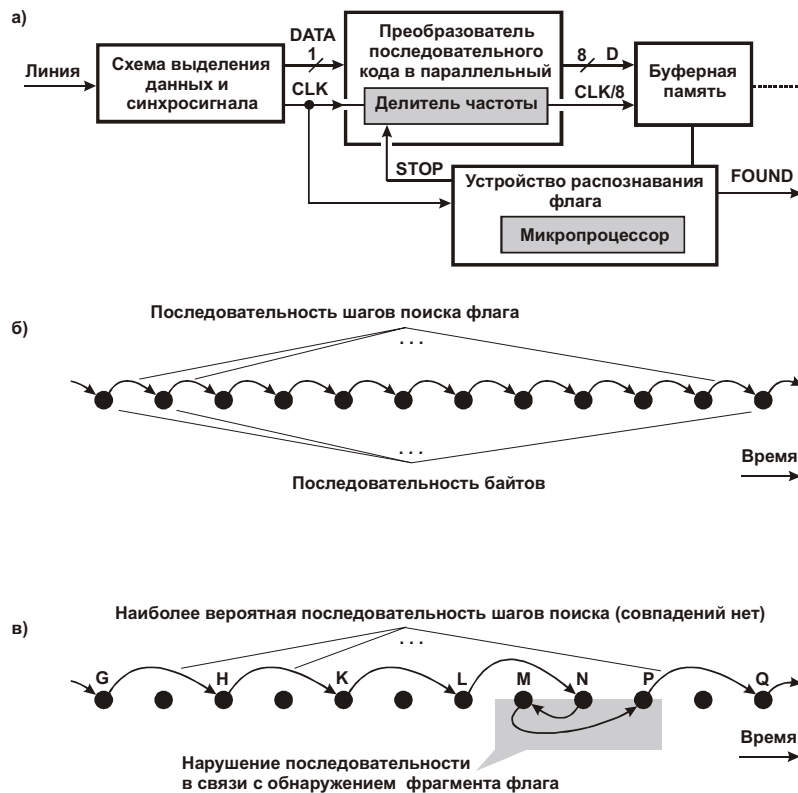 а)
Линия
Схема выделения
данных и
синхросигнала
DATA
1
CLK
Преобразователь
последовательного
кода в параллельный
Делитель частоты
8 D
CLK/8
Буферная
память
STOP
Устройство распознавания
флага
Микропроцессор
FOUND
б)
Последовательность шагов поиска флага
. . .
. . .
Последовательность байтов
Время
в)
Наиболее вероятная последовательность шагов поиска (совпадений нет)
. . .
G H K L M N P Q
Нарушение последовательности
в связи с обнаружением фрагмента флага
Время